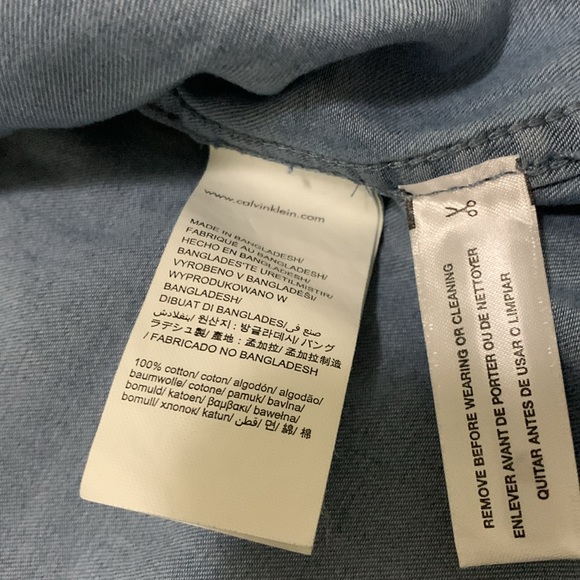 www.calvinklein.com
MADE IN BANGLADESH/
FABRIQUÉ AU BANGLADESH/
HECHO EN BANGLADESH/
BANGLADESTE URETILMISTIR/
VYROBENO V BANGLADÉŠI/
WYPRODUKOWANO W
BANGLADESH/
DIBUAT DI BANGLADES/ صنع في
بنغلاديش/ 원산지: 방글라데시/ バング
ラデシュ製/ 產地: 孟加拉/ 孟加拉制造
/ FABRICADO NO BANGLADESH
100% cotton/ coton/ algodón/ algodão/
baumwolle/ cotone/ pamuk/ bavlna/
bomuld/ katoen/ βαμβακι/ bawełna/
bomull/ хлопок/ katun/ قطن/ 면/ 綿/ 棉
REMOVE BEFORE WEARING OR CLEANING
ENLEVER AVANT DE PORTER OU DE NETTOYER
QUITAR ANTES DE USAR O LIMPIAR